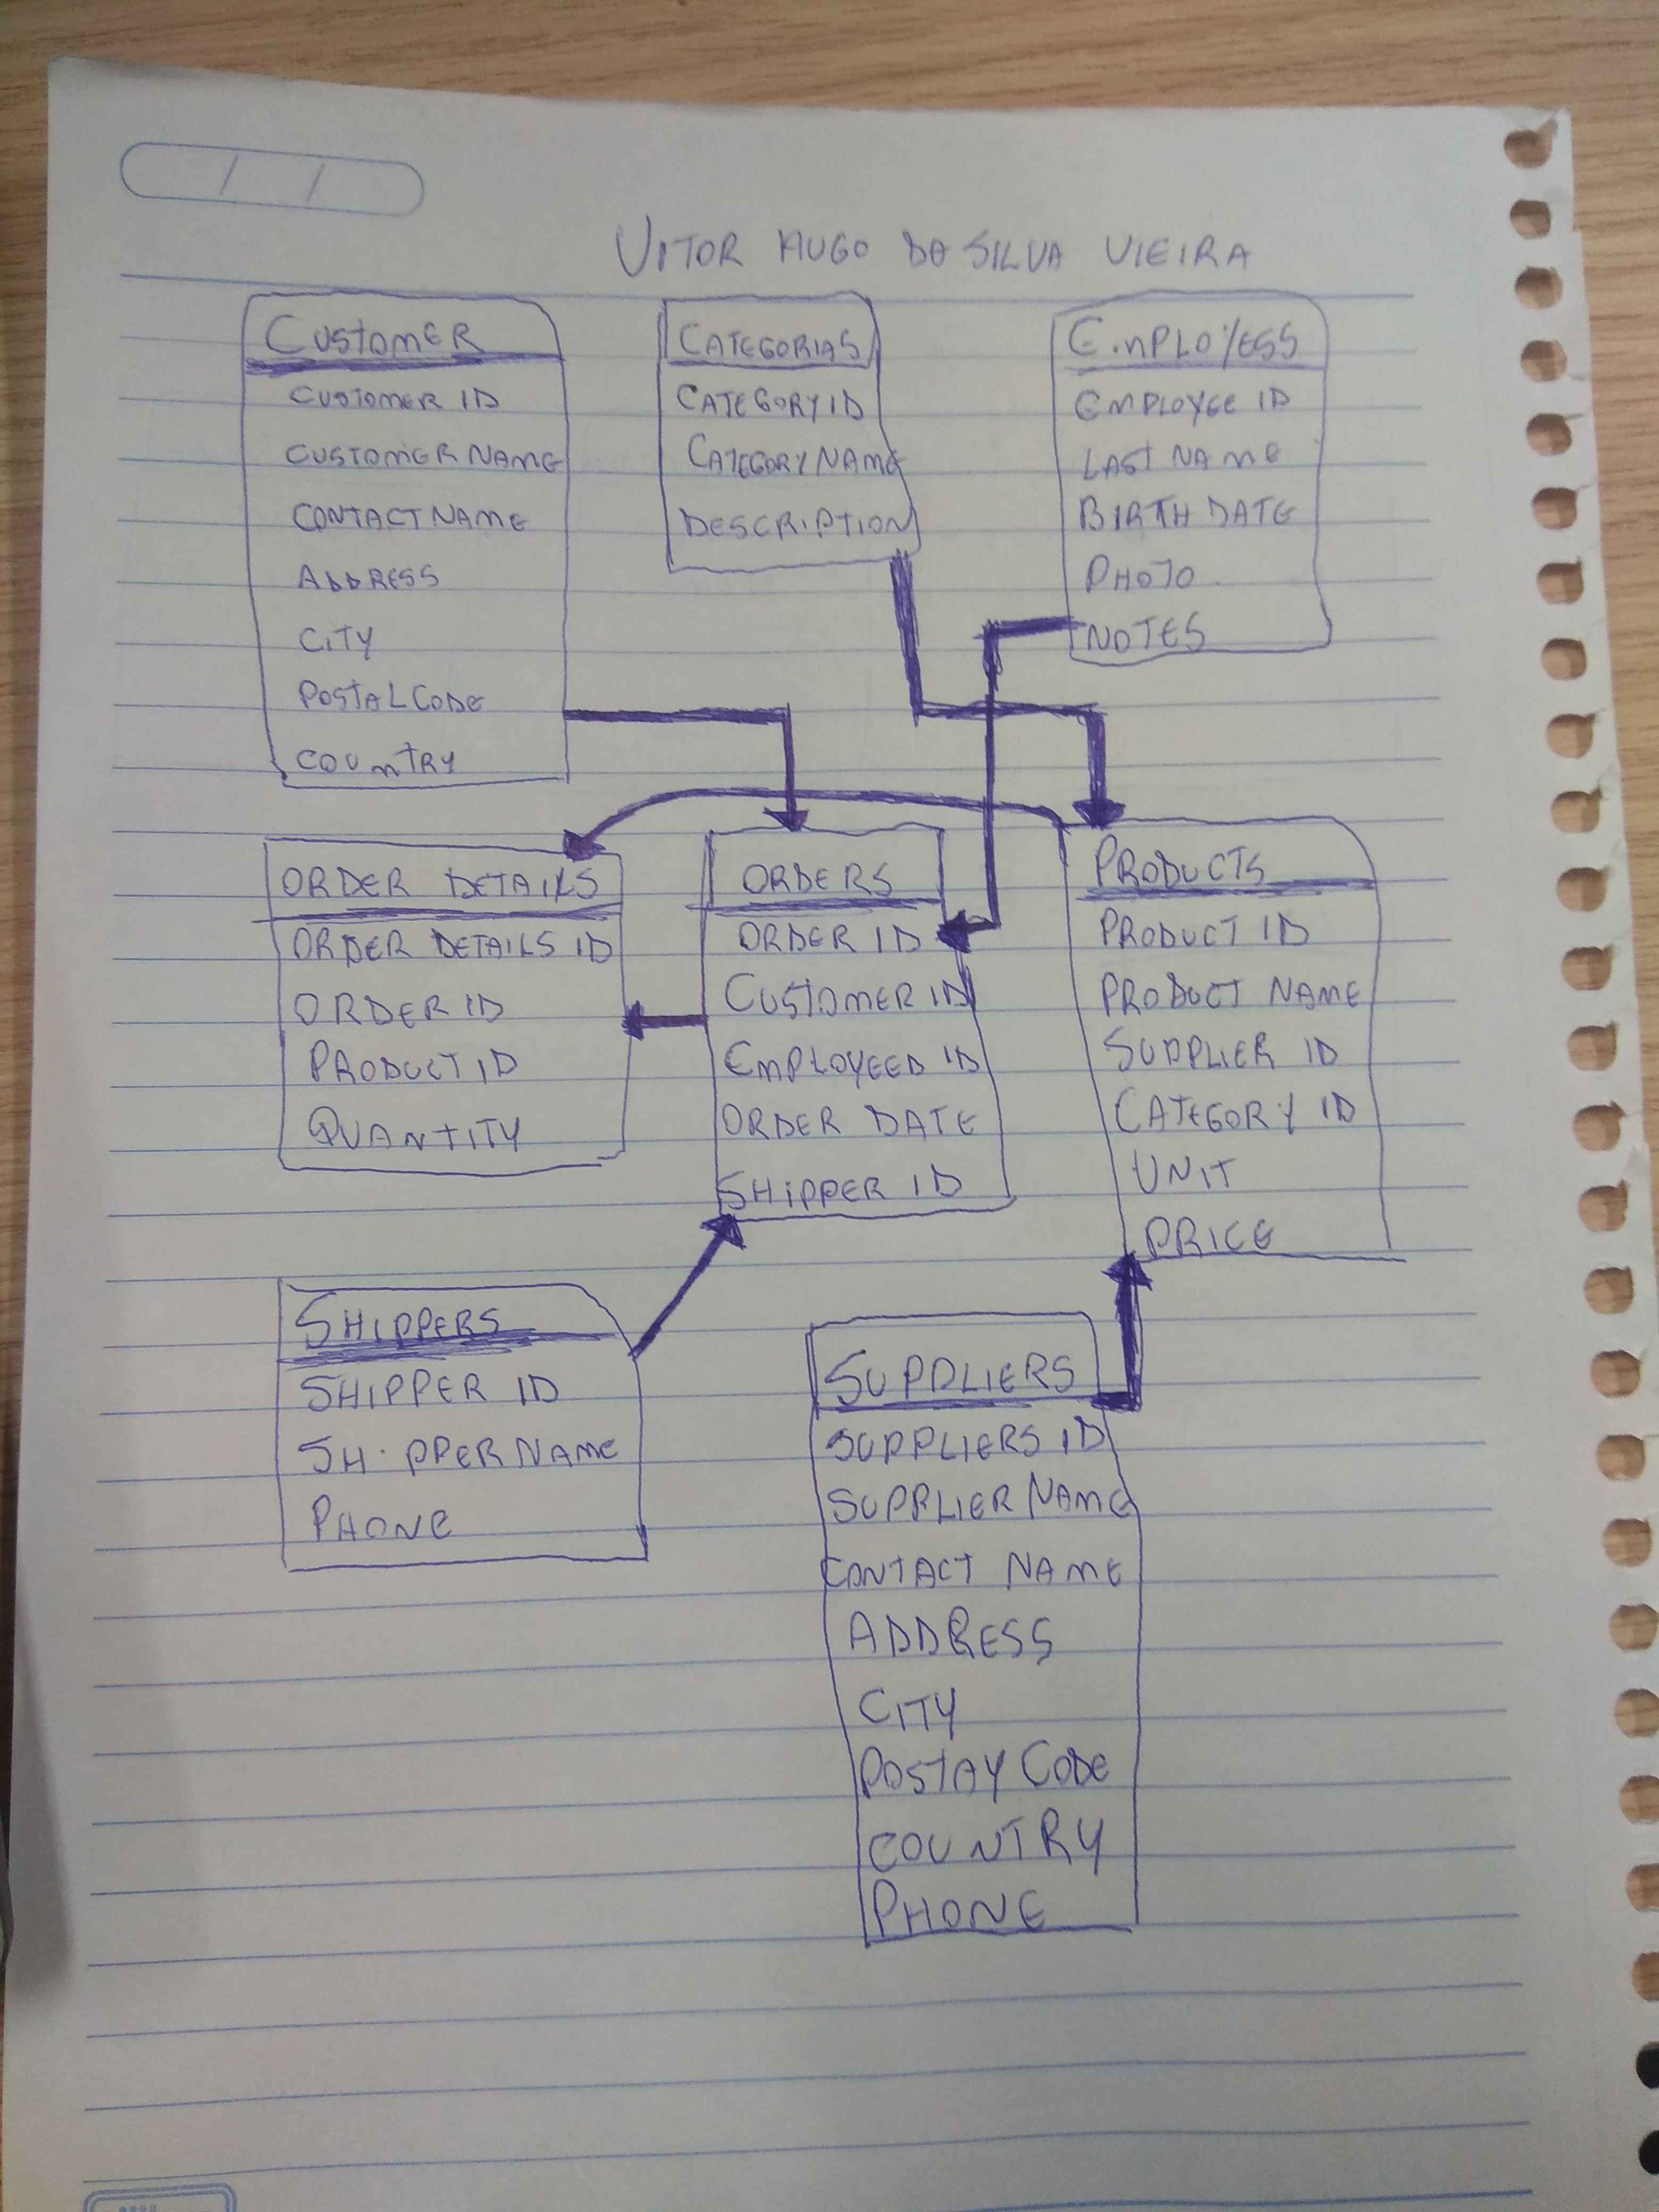 / /
VITOR HUGO DA SILVA VIEIRA
CUSTOMER
CUSTOMER ID
CUSTOMER NAME
CONTACT NAME
ADDRESS
CITY
POSTAL CODE
COUNTRY
CATEGORIAS
CATEGORY ID
CATEGORY NAME
DESCRIPTION
EMPLOYESS
EMPLOYEE ID
LAST NAME
BIRTH DATE
PHOTO
NOTES
ORDER DETAILS
ORDER DETAILS ID
ORDER ID
PRODUCT ID
QUANTITY
ORDERS
ORDER ID
CUSTOMER ID
EMPLOYEED ID
ORDER DATE
SHIPPER ID
PRODUCTS
PRODUCT ID
PRODUCT NAME
SUPPLIER ID
CATEGORY ID
UNIT
PRICE
SHIPPERS
SHIPPER ID
SHIPPER NAME
PHONE
SUPPLIERS
SUPPLIERS ID
SUPPLIER NAME
CONTACT NAME
ADDRESS
CITY
POSTAY CODE
COUNTRY
PHONE